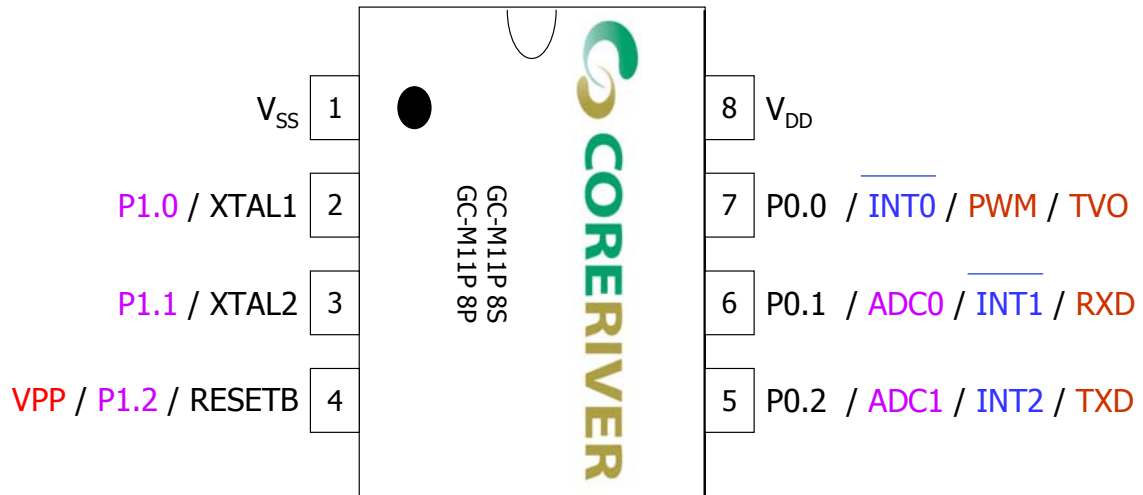 V_SS 1
P1.0 / XTAL1 2
P1.1 / XTAL2 3
VPP / P1.2 / RESETB 4
GC-M11P 8S
GC-M11P 8P
CORERIVER
8 V_DD
7 P0.0 / INT0 / PWM / TVO
6 P0.1 / ADC0 / INT1 / RXD
5 P0.2 / ADC1 / INT2 / TXD